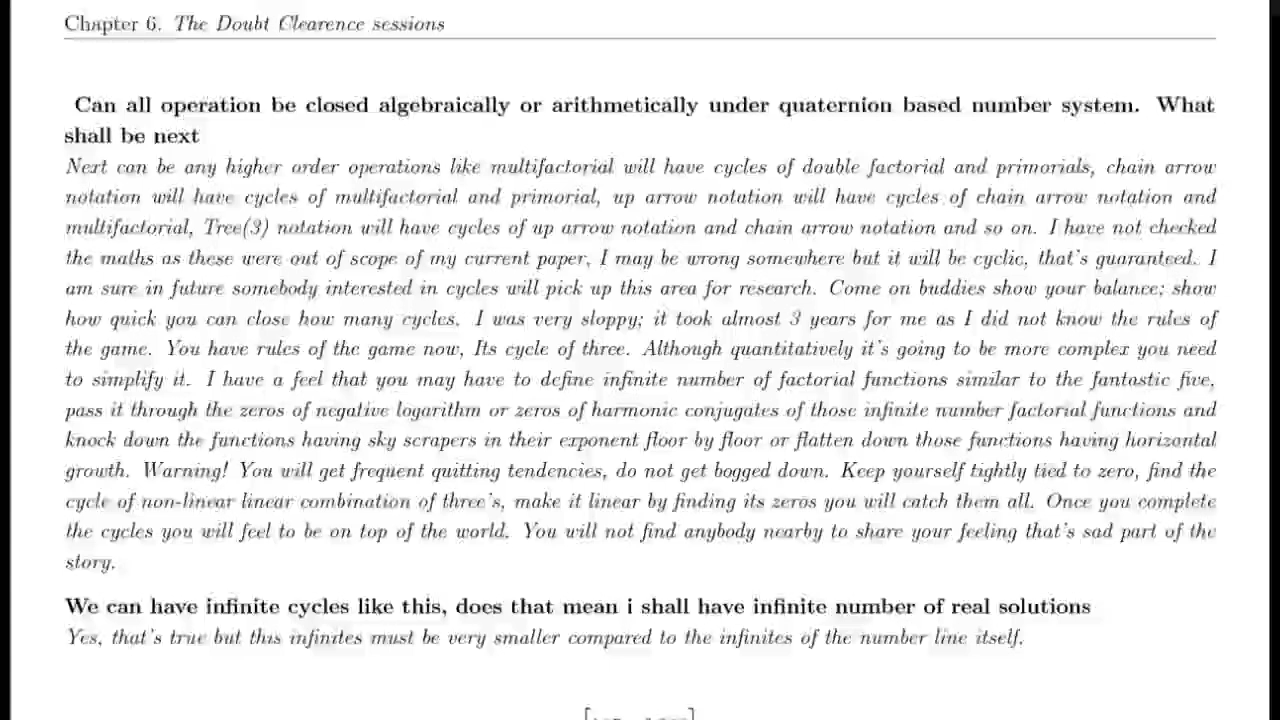 Chapter 6. The Doubt Clearence sessions
Can all operation be closed algebraically or arithmetically under quaternion based number system. What
shall be next
Next can be any higher order operations like multifactorial will have cycles of double factorial and primorials, chain arrow
notation will have cycles of multifactorial and primorial, up arrow notation will have cycles of chain arrow notation and
multifactorial, Tree(3) notation will have cycles of up arrow notation and chain arrow notation and so on. I have not checked
the maths as these were out of scope of my current paper, I may be wrong somewhere but it will be cyclic, that's guaranteed. I
am sure in future somebody interested in cycles will pick up this area for research. Come on buddies show your balance; show
how quick you can close how many cycles. I was very sloppy; it took almost 3 years for me as I did not know the rules of
the game. You have rules of the game now, Its cycle of three. Although quantitatively it's going to be more complex you need
to simplify it. I have a feel that you may have to define infinite number of factorial functions similar to the fantastic five,
pass it through the zeros of negative logarithm or zeros of harmonic conjugates of those infinite number factorial functions and
knock down the functions having sky scrapers in their exponent floor by floor or flatten down those functions having horizontal
growth. Warning! You will get frequent quitting tendencies, do not get bogged down. Keep yourself tightly tied to zero, find the
cycle of non-linear linear combination of three's, make it linear by finding its zeros you will catch them all. Once you complete
the cycles you will feel to be on top of the world. You will not find anybody nearby to share your feeling that's sad part of the
story.
We can have infinite cycles like this, does that mean i shall have infinite number of real solutions
Yes, that's true but this infinites must be very smaller compared to the infinites of the number line itself.